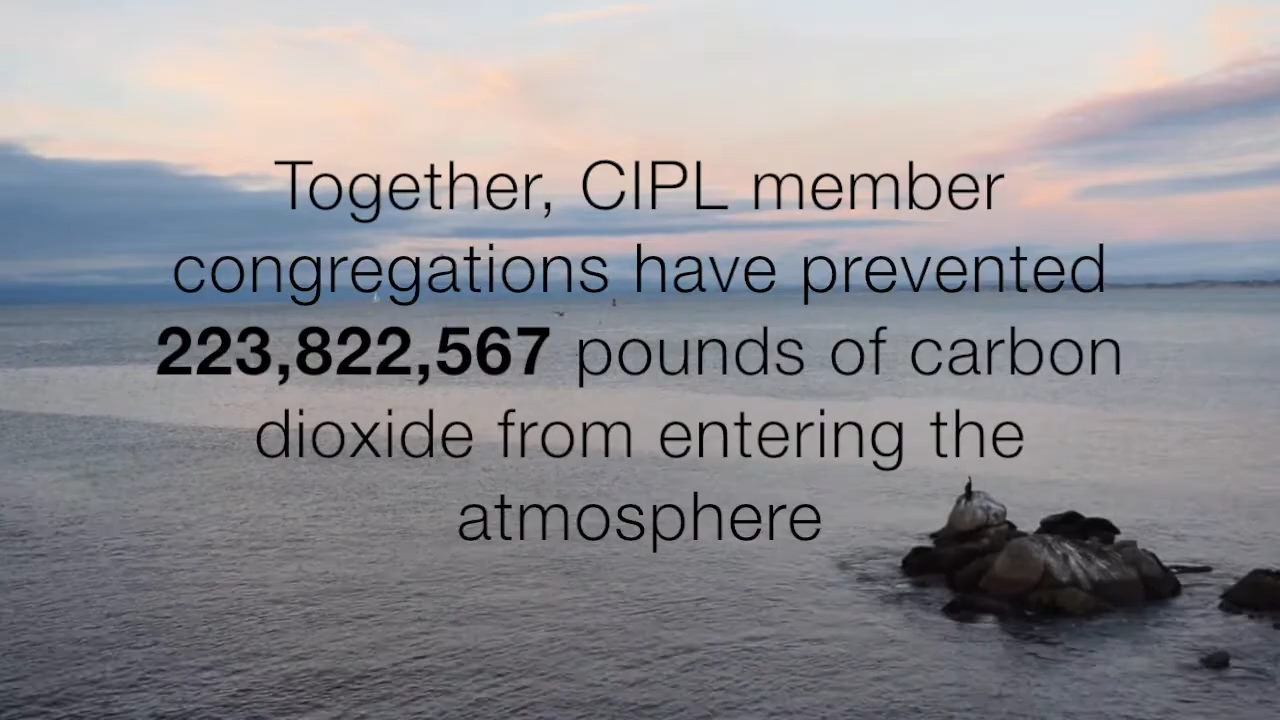 Together, CIPL member
congregations have prevented
223,822,567 pounds of carbon
dioxide from entering the
atmosphere